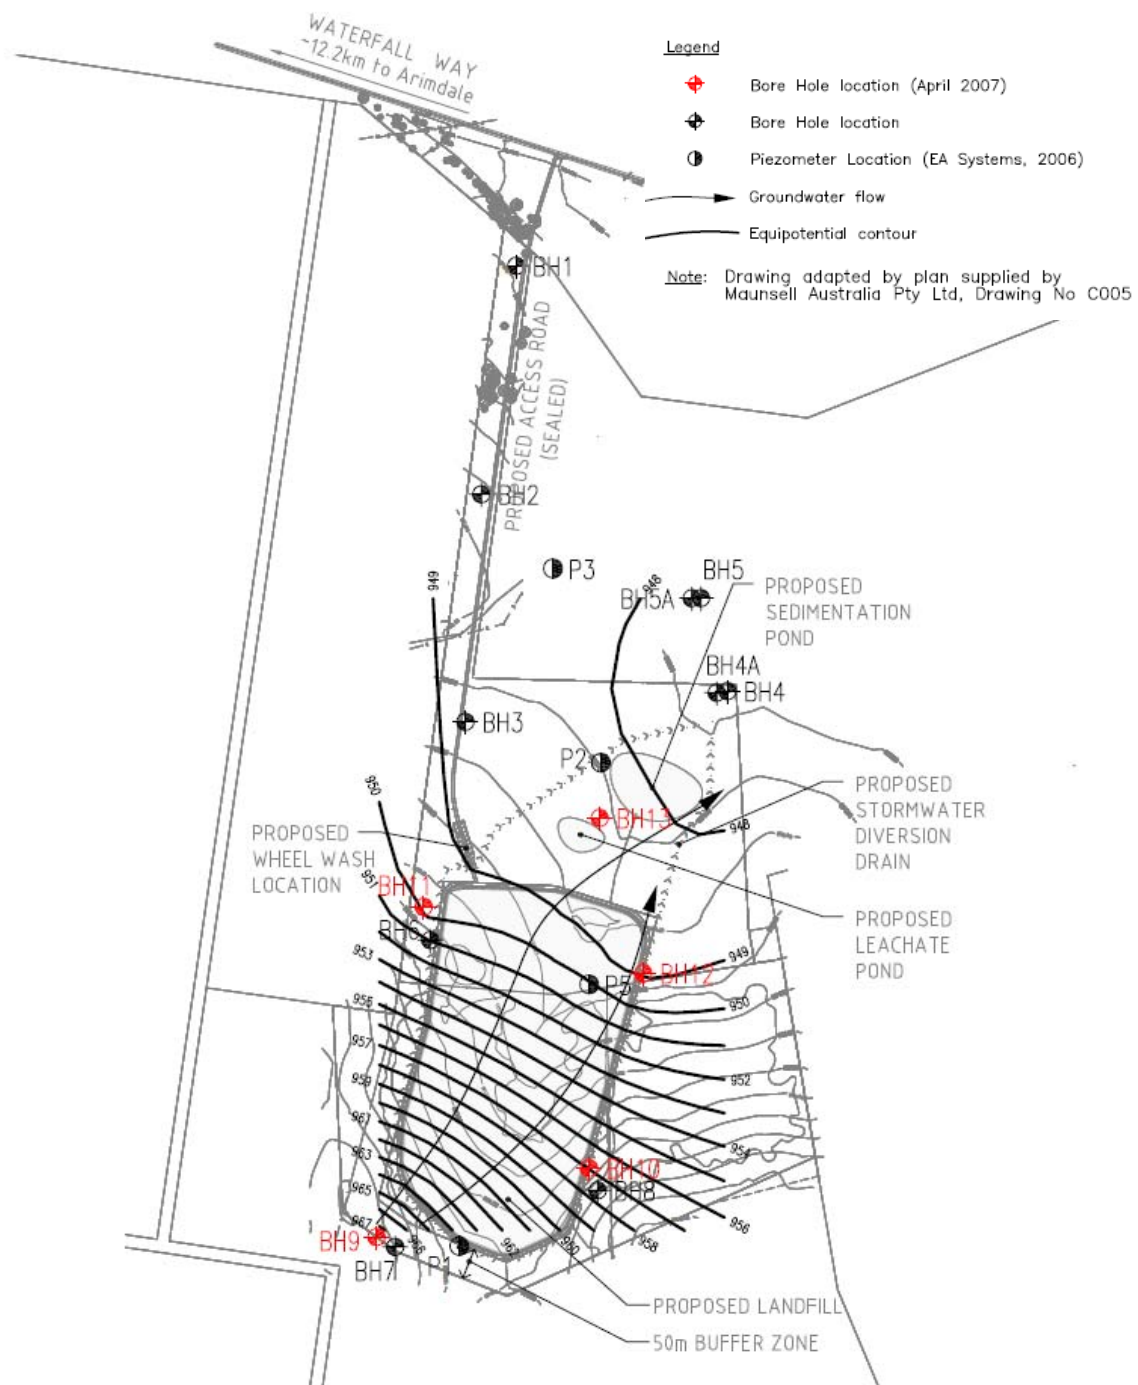 WATERFALL WAY
~12.2km to Arimdale
Legend
Bore Hole location (April 2007)
Bore Hole location
Piezometer Location (EA Systems, 2006)
Groundwater flow
Equipotential contour
Note: Drawing adapted by plan supplied by
Maunsell Australia Pty Ltd, Drawing No C005
BH1
PROPOSED ACCESS ROAD
(SEALED)
BH2
P3
BH5
BH5A
949
948
PROPOSED
SEDIMENTATION
POND
BH4A
BH4
BH3
P2
950
PROPOSED
STORMWATER
DIVERSION
DRAIN
BH13
948
PROPOSED
WHEEL WASH
LOCATION
951
BH11
BH6
PROPOSED
LEACHATE
POND
953
949
BH12
P5
950
955
957
952
959
961
963
954
BH10
BH8
965
967
956
BH9
966
962
960
958
BH7
P1
PROPOSED LANDFILL
50m BUFFER ZONE